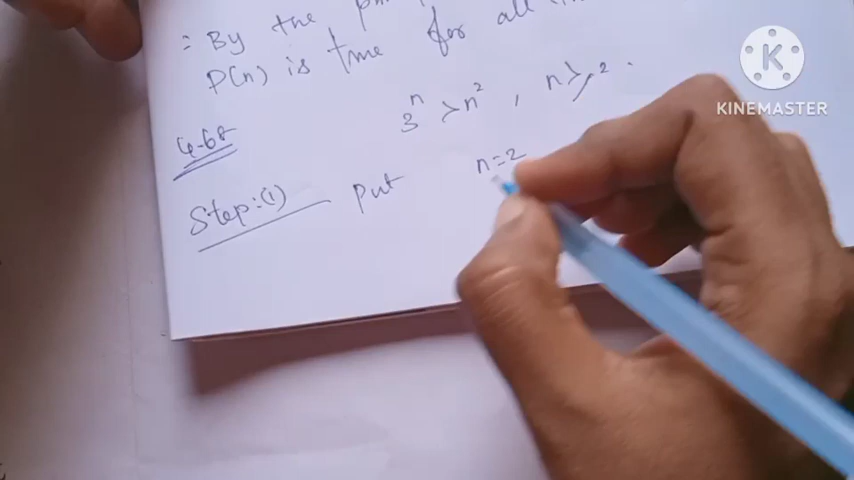 ∴ By the
P(n) is true for all
Q-68
3ⁿ > n² , n ≥ 2 .
Step:(1) Put n=2
K
KINEMASTER